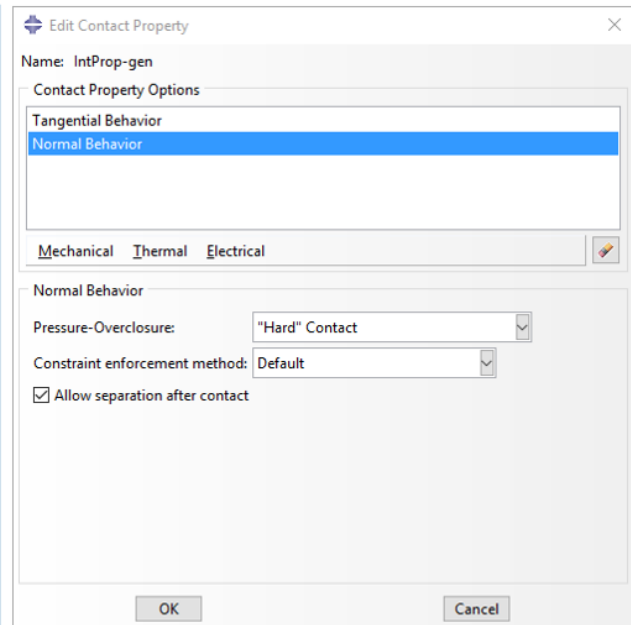 Edit Contact Property
Name: IntProp-gen
Contact Property Options
Tangential Behavior
Normal Behavior
Mechanical Thermal Electrical
Normal Behavior
Pressure-Overclosure: "Hard" Contact
Constraint enforcement method: Default
Allow separation after contact
OK Cancel